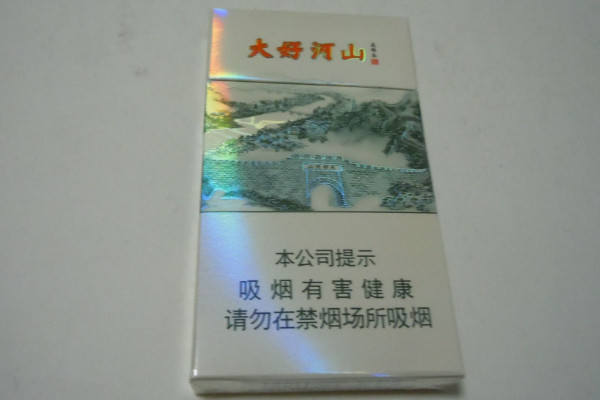 大好河山
本公司提示
吸烟有害健康
请勿在禁烟场所吸烟